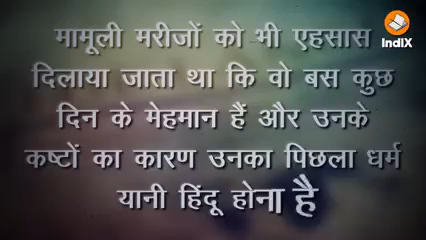 IndiX
मामूली मरीजों को भी एहसास
दिलाया जाता था कि वो बस कुछ
दिन के मेहमान हैं और उनके
कष्टों का कारण उनका पिछला धर्म
यानी हिंदू होना है